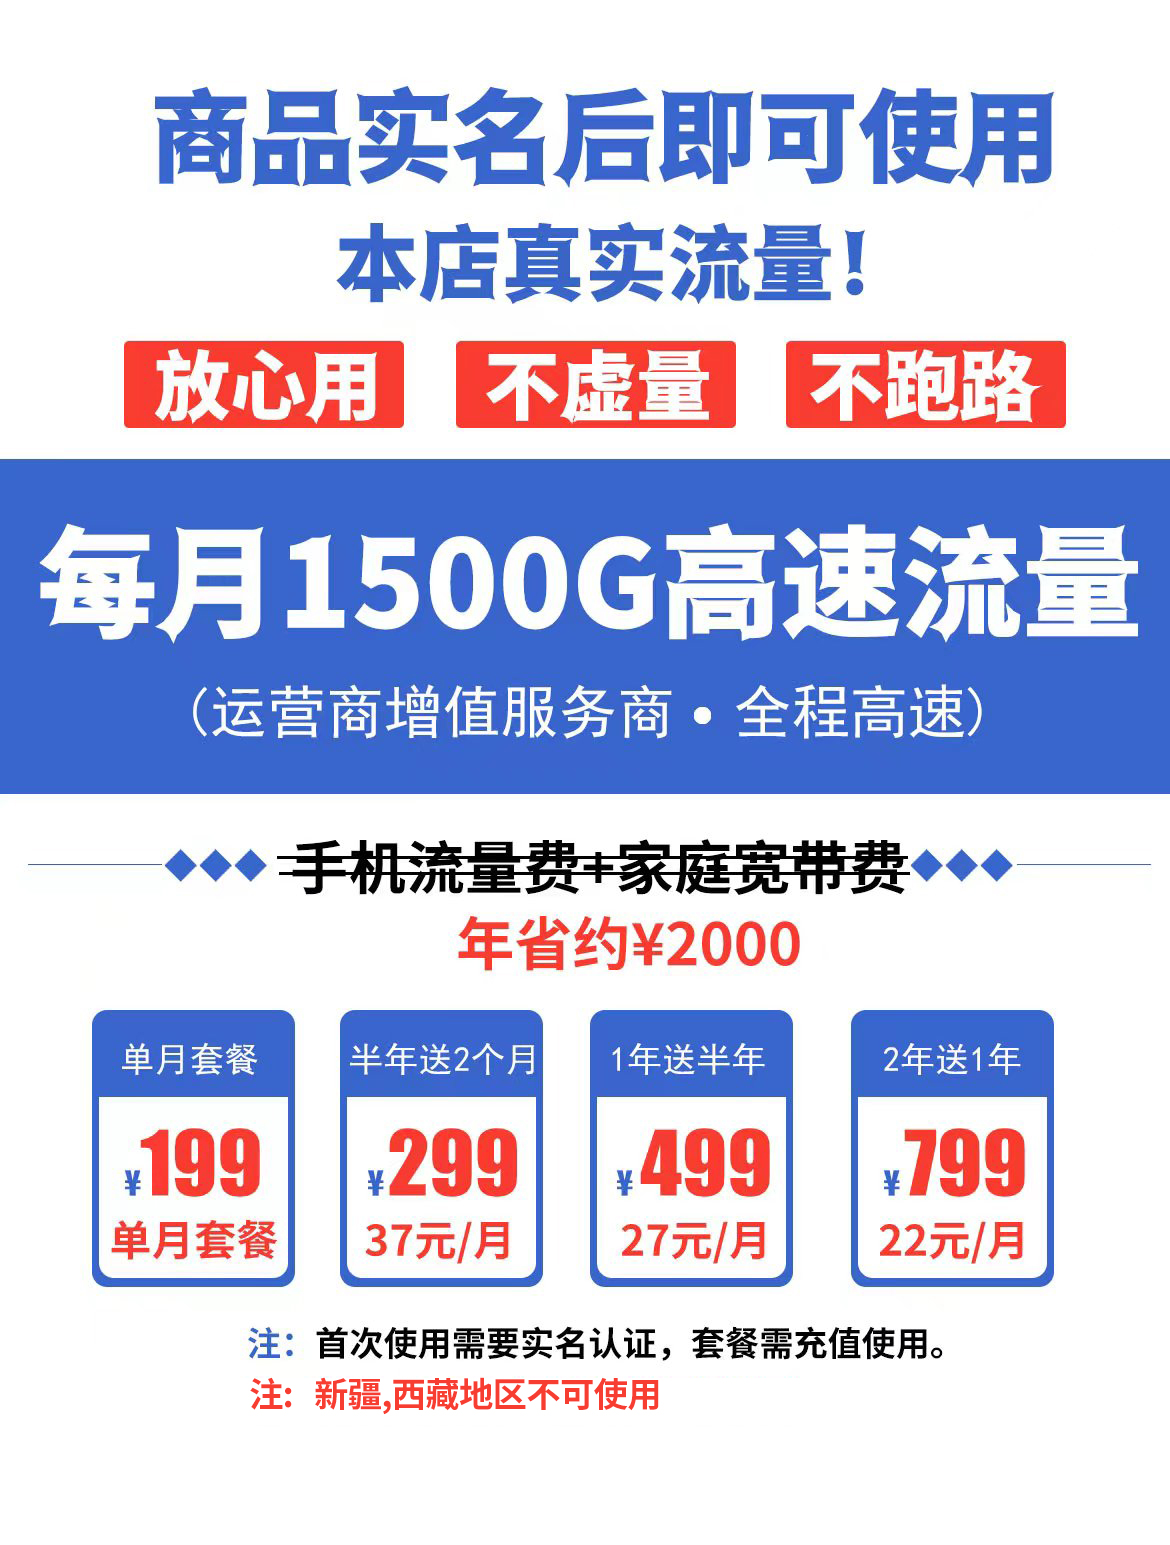 商品实名后即可使用
本店真实流量！
放心用 不虚量 不跑路
每月1500G高速流量
（运营商增值服务商·全程高速）
手机流量费+家庭宽带费
年省约¥2000
单月套餐 半年送2个月 1年送半年 2年送1年
¥199 ¥299 ¥499 ¥799
单月套餐 37元/月 27元/月 22元/月
注：首次使用需要实名认证，套餐需充值使用。
注：新疆,西藏地区不可使用